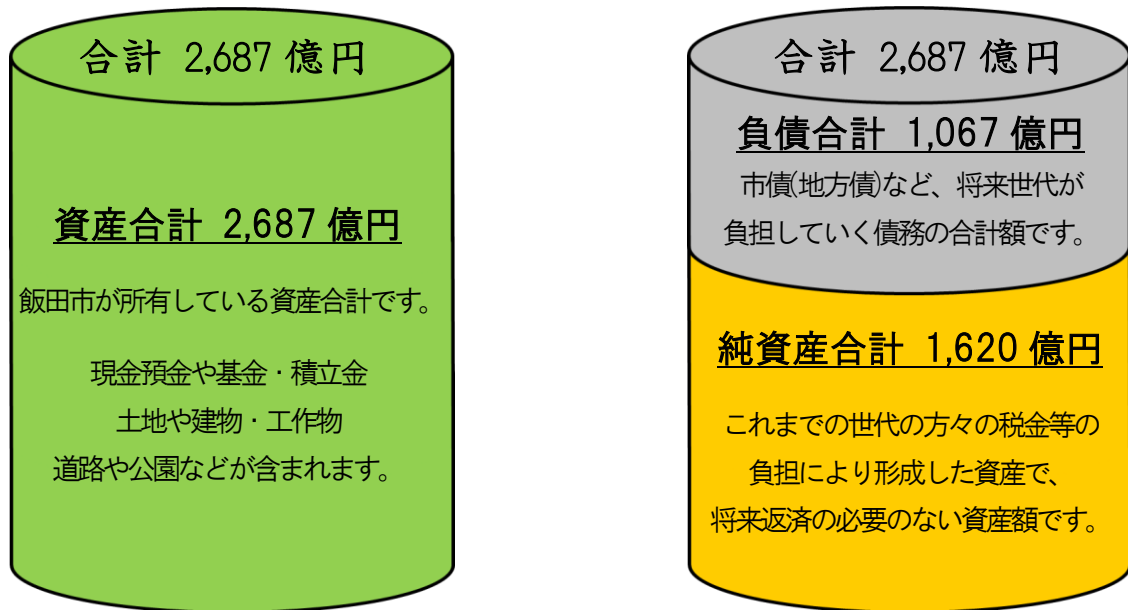 合計 2,687 億円
資産合計 2,687 億円
飯田市が所有している資産合計です。
現金預金や基金・積立金
土地や建物・工作物
道路や公園などが含まれます。
合計 2,687 億円
負債合計 1,067 億円
市債(地方債)など、将来世代が
負担していく債務の合計額です。
純資産合計 1,620 億円
これまでの世代の方々の税金等の
負担により形成した資産で、
将来返済の必要のない資産額です。